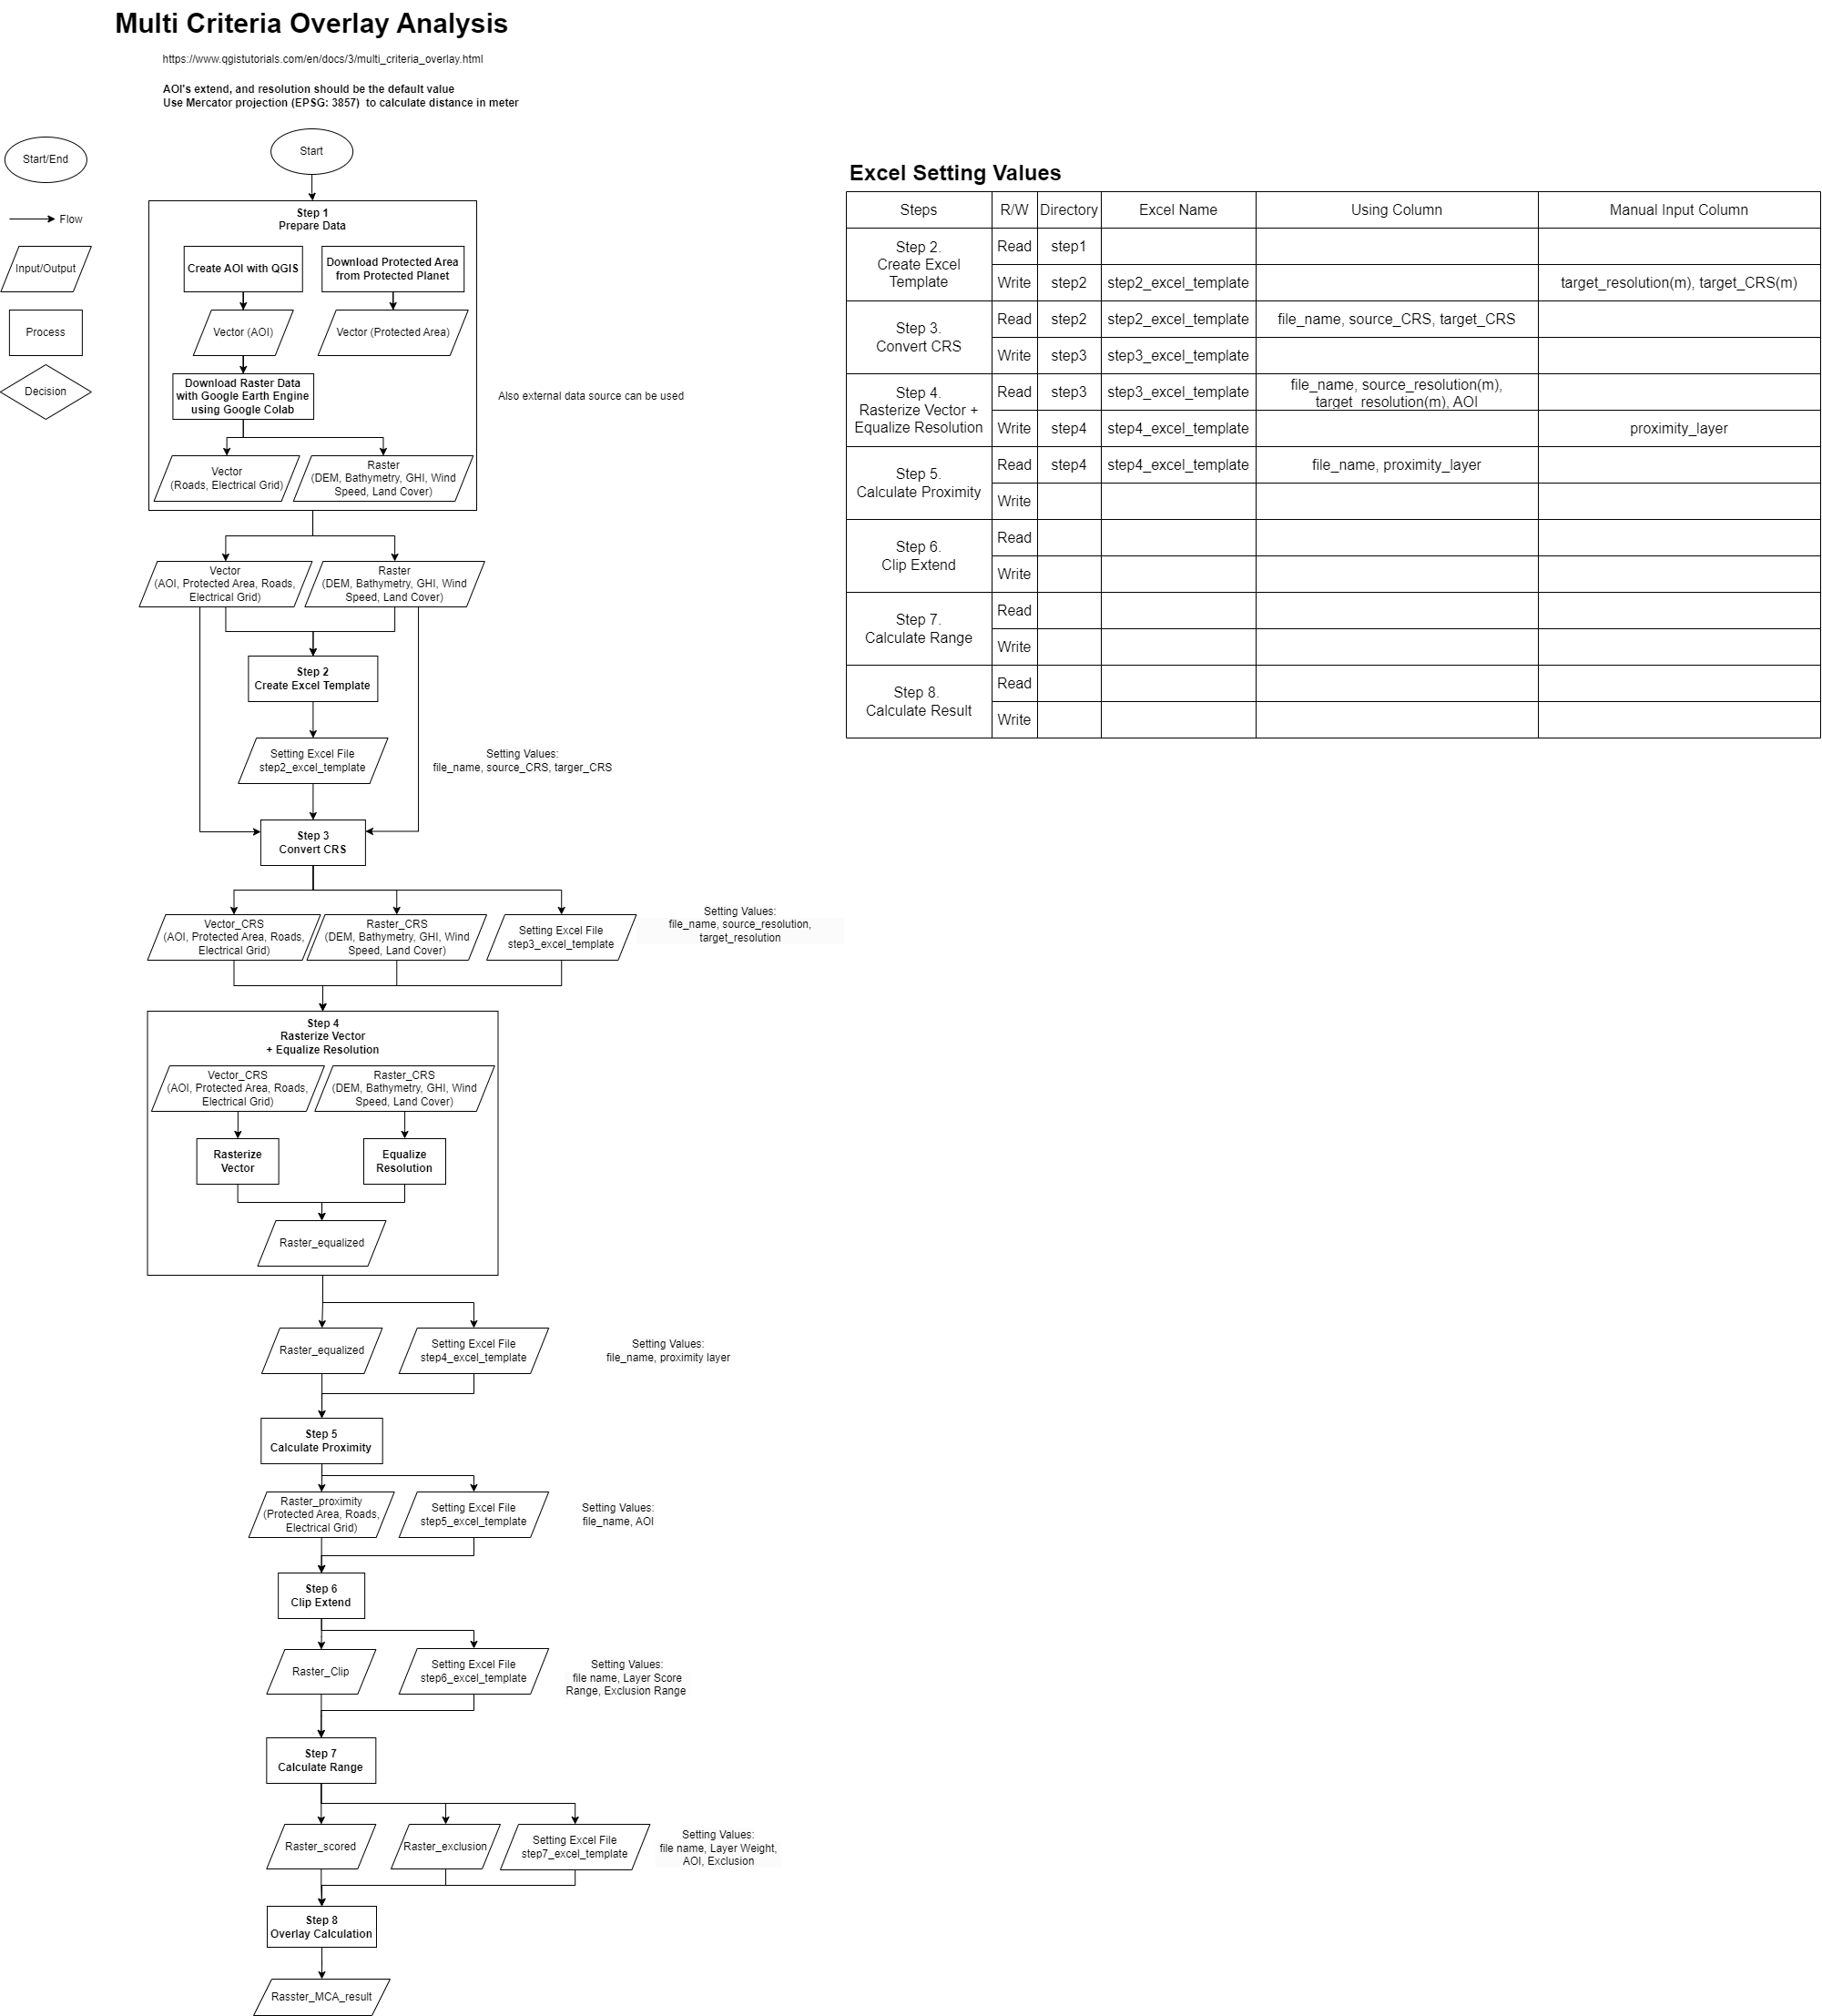 Multi Criteria Overlay Analysis
https://www.qgistutorials.com/en/docs/3/multi_criteria_overlay.html
AOI's extend, and resolution should be the default value
Use Mercator projection (EPSG: 3857)  to calculate distance in meter
Start/End
Flow
Input/Output
Process
Decision
Start
Step 1
Prepare Data
Create AOI with QGIS
Download Protected Area
from Protected Planet
Vector (AOI)
Vector (Protected Area)
Download Raster Data
with Google Earth Engine
using Google Colab
Also external data source can be used
Vector
(Roads, Electrical Grid)
Raster
(DEM, Bathymetry, GHI, Wind
Speed, Land Cover)
Vector
(AOI, Protected Area, Roads,
Electrical Grid)
Raster
(DEM, Bathymetry, GHI, Wind
Speed, Land Cover)
Step 2
Create Excel Template
Setting Excel File
step2_excel_template
Setting Values:
file_name, source_CRS, targer_CRS
Step 3
Convert CRS
Vector_CRS
(AOI, Protected Area, Roads,
Electrical Grid)
Raster_CRS
(DEM, Bathymetry, GHI, Wind
Speed, Land Cover)
Setting Excel File
step3_excel_template
Setting Values:
file_name, source_resolution,
target_resolution
Step 4
Rasterize Vector
+ Equalize Resolution
Vector_CRS
(AOI, Protected Area, Roads,
Electrical Grid)
Raster_CRS
(DEM, Bathymetry, GHI, Wind
Speed, Land Cover)
Rasterize
Vector
Equalize
Resolution
Raster_equalized
Raster_equalized
Setting Excel File
step4_excel_template
Setting Values:
file_name, proximity layer
Step 5
Calculate Proximity
Raster_proximity
(Protected Area, Roads,
Electrical Grid)
Setting Excel File
step5_excel_template
Setting Values:
file_name, AOI
Step 6
Clip Extend
Raster_Clip
Setting Excel File
step6_excel_template
Setting Values:
file name, Layer Score
Range, Exclusion Range
Step 7
Calculate Range
Raster_scored
Raster_exclusion
Setting Excel File
step7_excel_template
Setting Values:
file name, Layer Weight,
AOI, Exclusion
Step 8
Overlay Calculation
Rasster_MCA_result
Excel Setting Values
Steps R/W Directory Excel Name Using Column Manual Input Column
Step 2.
Create Excel
Template
Read step1
Write step2 step2_excel_template target_resolution(m), target_CRS(m)
Step 3.
Convert CRS
Read step2 step2_excel_template file_name, source_CRS, target_CRS
Write step3 step3_excel_template
Step 4.
Rasterize Vector +
Equalize Resolution
Read step3 step3_excel_template file_name, source_resolution(m),
target_resolution(m), AOI
Write step4 step4_excel_template proximity_layer
Step 5.
Calculate Proximity
Read step4 step4_excel_template file_name, proximity_layer
Write
Step 6.
Clip Extend
Read
Write
Step 7.
Calculate Range
Read
Write
Step 8.
Calculate Result
Read
Write